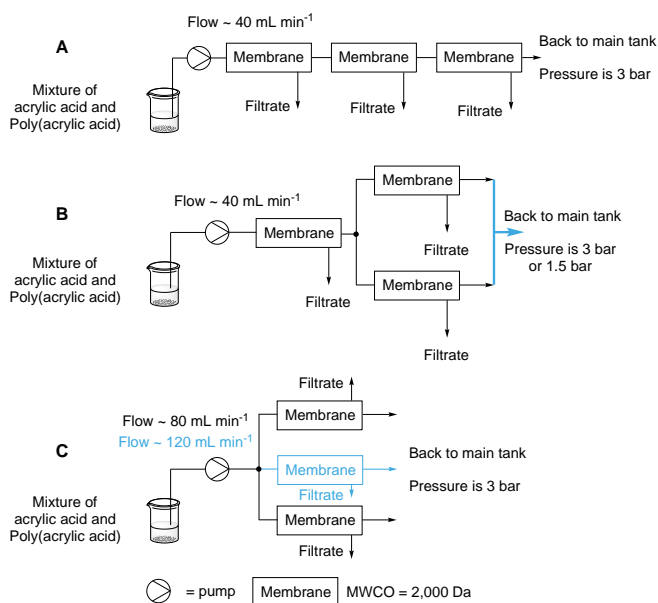 Flow ~ 40 mL min⁻¹
A
Membrane
Membrane
Membrane
Back to main tank
Pressure is 3 bar
Mixture of
acrylic acid and
Poly(acrylic acid)
Filtrate
Filtrate
Filtrate
Membrane
Flow ~ 40 mL min⁻¹
B
Membrane
Filtrate
Back to main tank
Pressure is 3 bar
or 1.5 bar
Mixture of
acrylic acid and
Poly(acrylic acid)
Filtrate
Membrane
Filtrate
Filtrate
Membrane
Flow ~ 80 mL min⁻¹
Flow ~ 120 mL min⁻¹
C
Membrane
Back to main tank
Pressure is 3 bar
Filtrate
Mixture of
acrylic acid and
Poly(acrylic acid)
Membrane
Filtrate
= pump
Membrane
MWCO = 2,000 Da